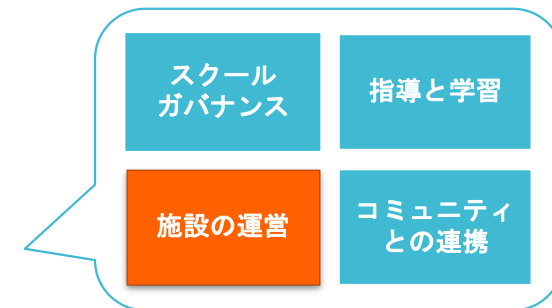 スクール
ガバナンス
指導と学習
施設の運営
コミュニティ
との連携